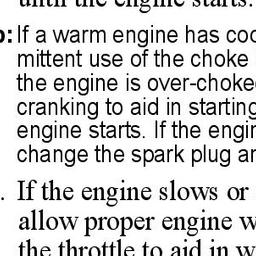 until the engine starts.
o: If a warm engine has coo
mittent use of the choke
the engine is over-choke
cranking to aid in starting
engine starts. If the engin
change the spark plug an
. If the engine slows or
allow proper engine w
the throttle to aid in w